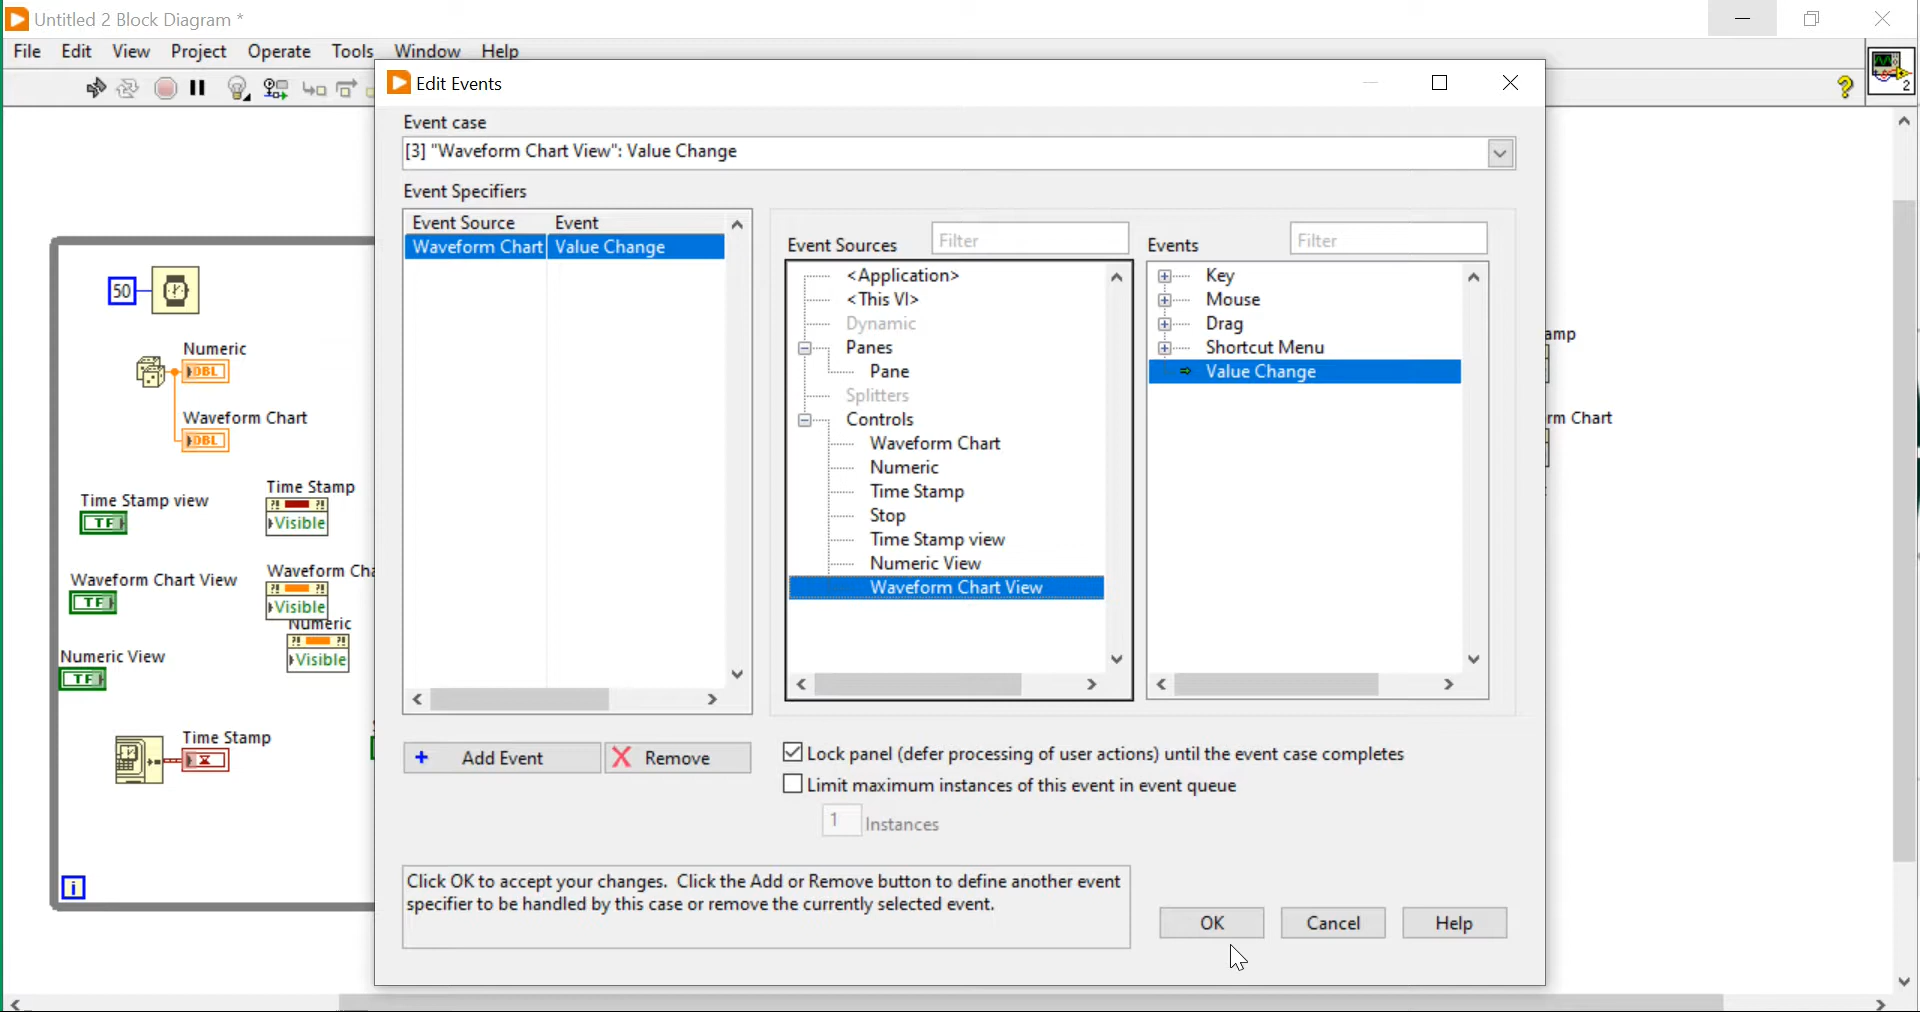 Untitled 2 Block Diagram *
File Edit View Project Operate Tools Window Help
2
Edit Events
Event case
[3] "Waveform Chart View": Value Change
Event Specifiers
Event Source Event
Waveform Chart Value Change
Event Sources Filter
<Application>
<This VI>
Dynamic
Panes
Pane
Splitters
Controls
Waveform Chart
Numeric
Time Stamp
Stop
Time Stamp view
Numeric View
Waveform Chart View
Events Filter
Key
Mouse
Drag
Shortcut Menu
Value Change
Add Event Remove
Lock panel (defer processing of user actions) until the event case completes
Limit maximum instances of this event in event queue
1 Instances
Click OK to accept your changes. Click the Add or Remove button to define another event
specifier to be handled by this case or remove the currently selected event.
OK Cancel Help
50
Numeric
DBL
Waveform Chart
DBL
Time Stamp view
TF
Time Stamp
?! ?!
Visible
Waveform Chart View
TF
Waveform Cha
?! ?!
Visible
Numeric
?! ?!
Visible
Numeric View
TF
Time Stamp
i
amp
rm Chart